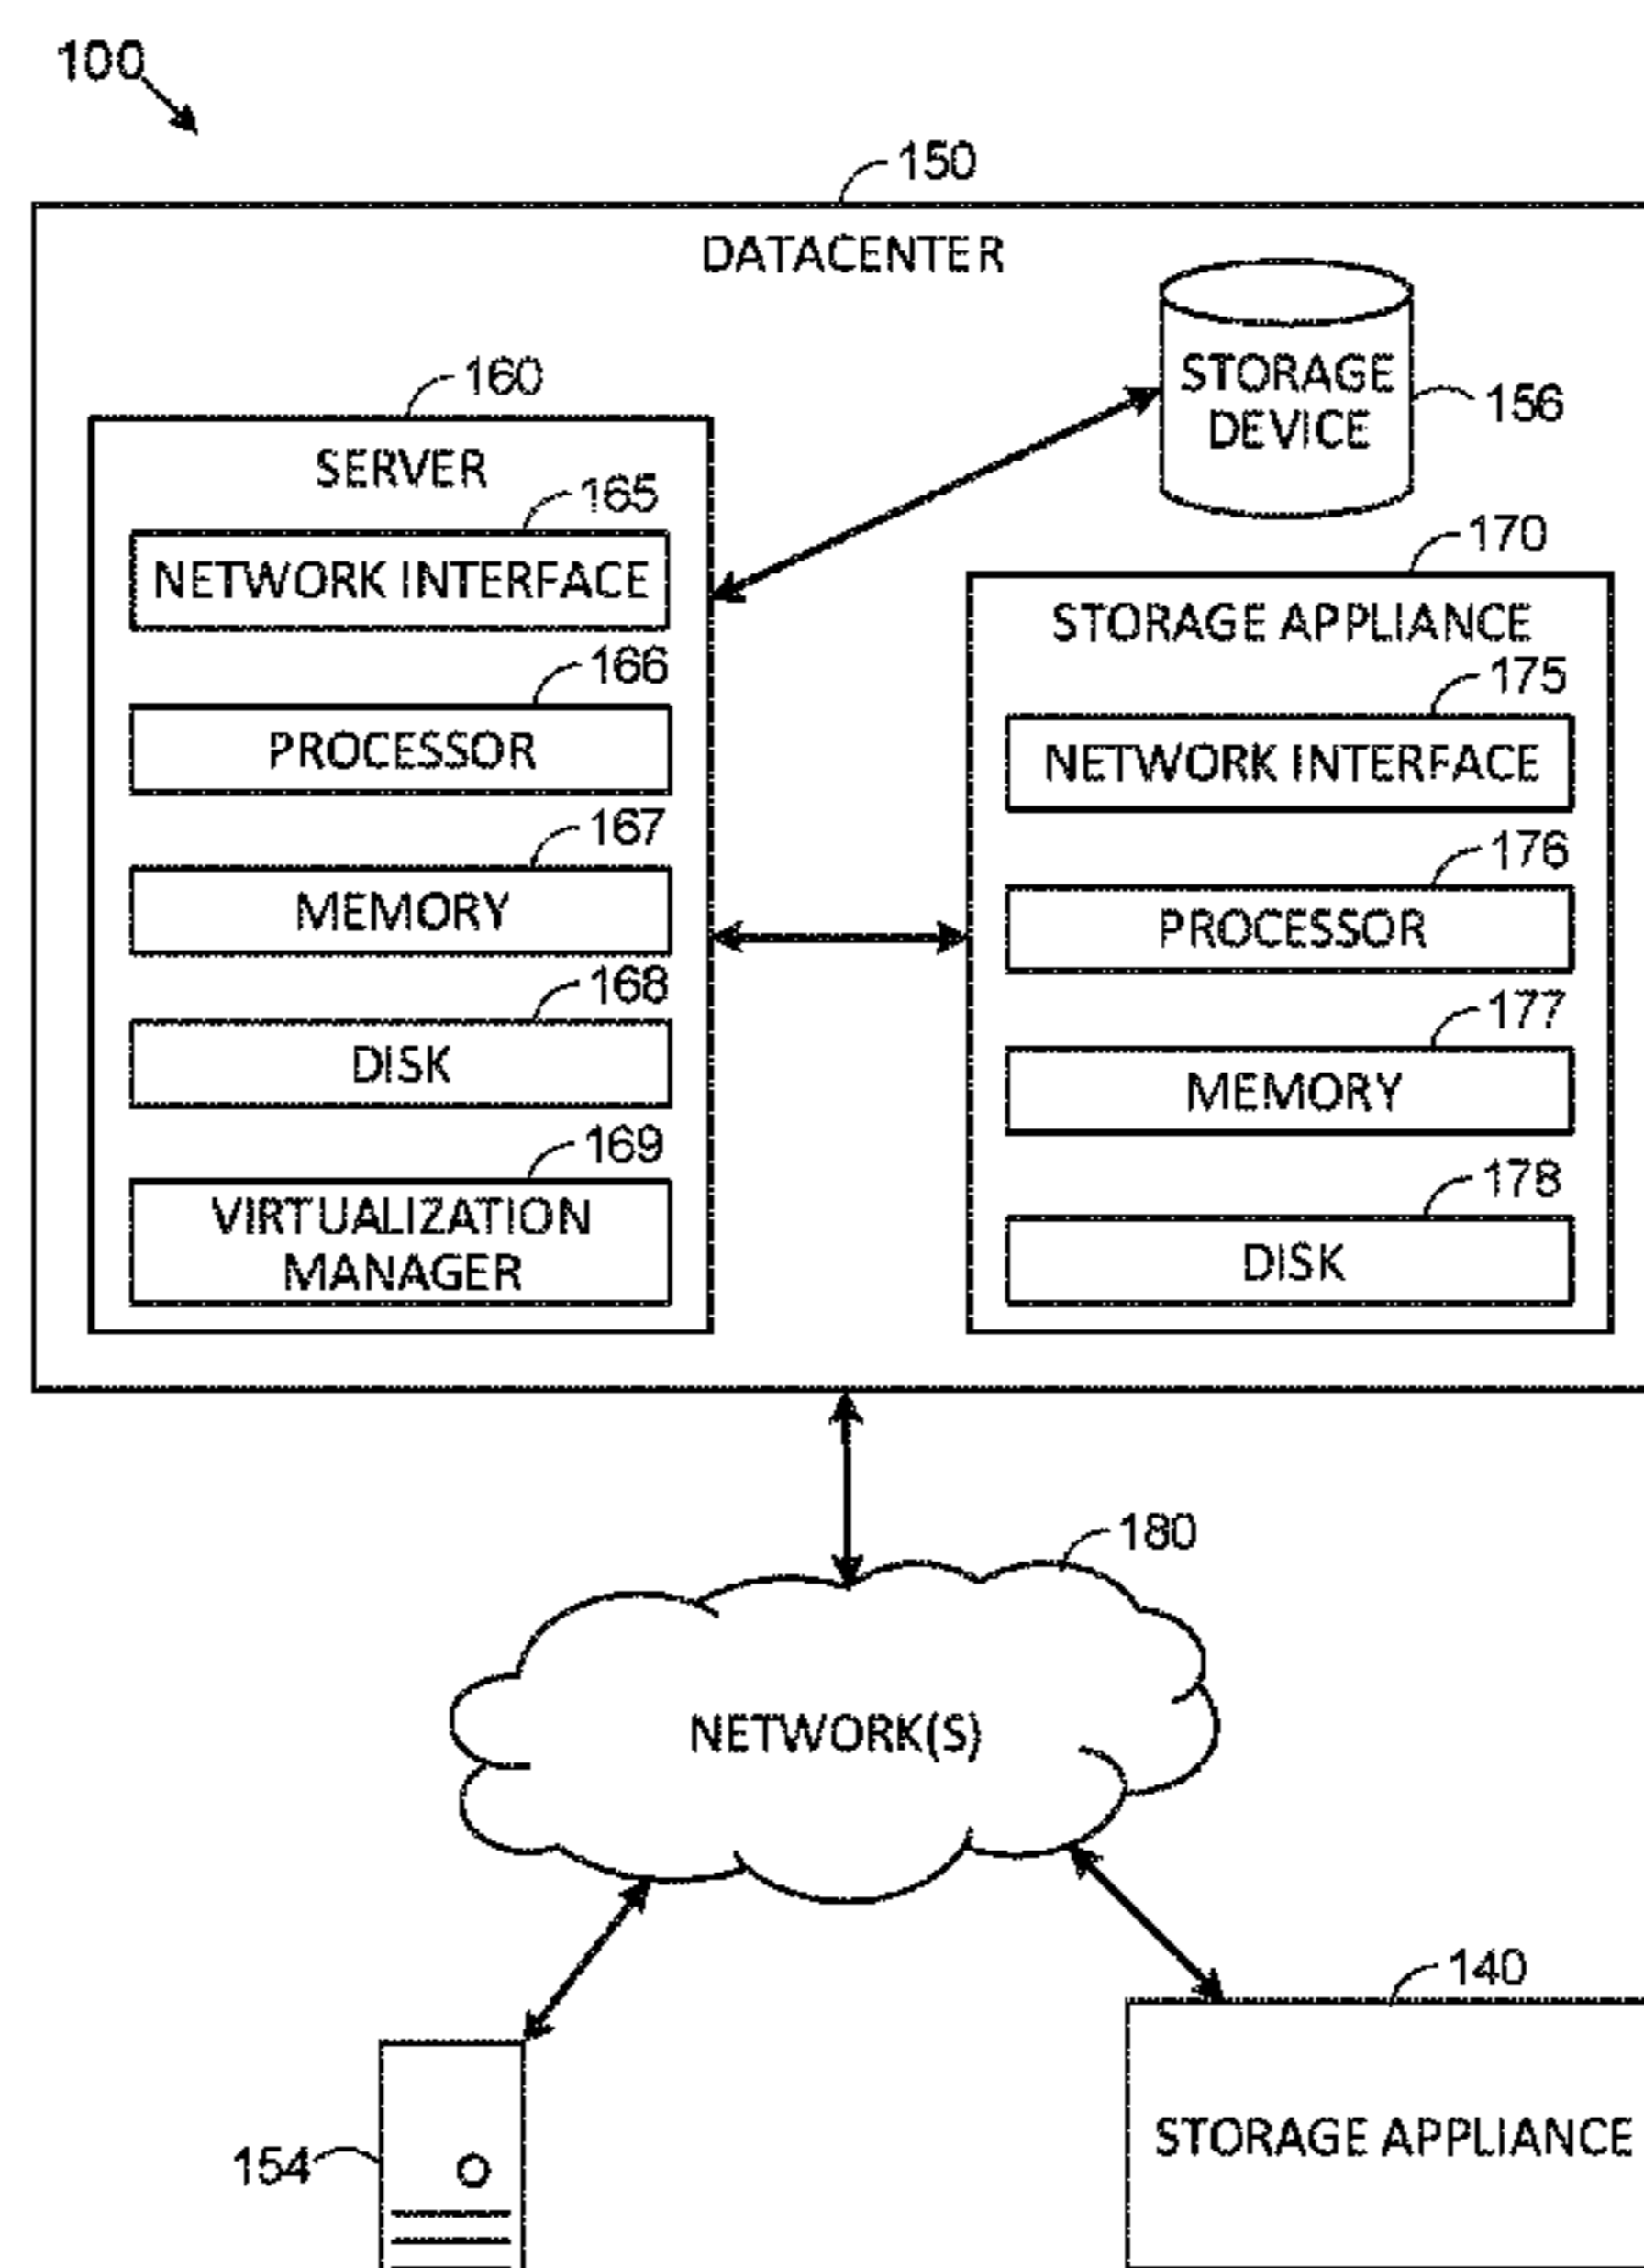 100
150
DATACENTER
STORAGE
DEVICE
156
160
SERVER
165
NETWORK INTERFACE
166
PROCESSOR
167
MEMORY
168
DISK
169
VIRTUALIZATION
MANAGER
170
STORAGE APPLIANCE
175
NETWORK INTERFACE
176
PROCESSOR
177
MEMORY
178
DISK
180
NETWORK(S)
140
STORAGE APPLIANCE
154